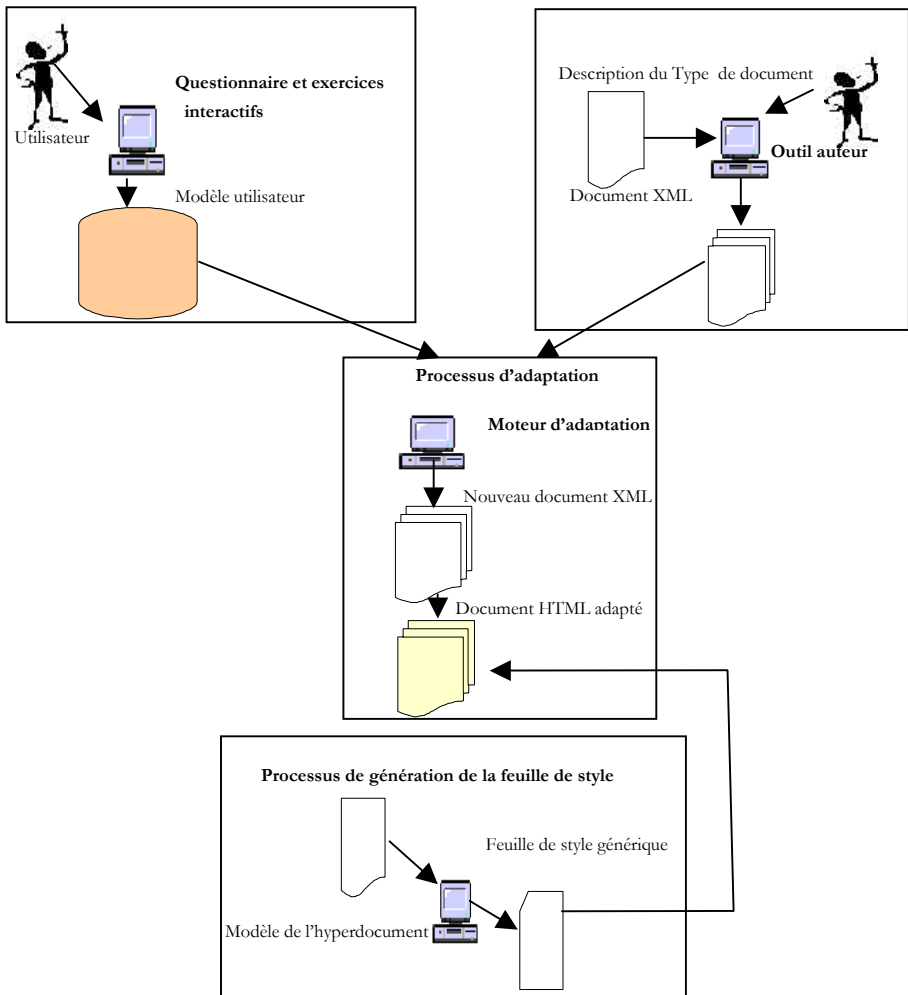 Questionnaire et exercices
interactifs
Utilisateur
Modèle utilisateur
Description du Type de document
Outil auteur
Document XML
Processus d'adaptation
Moteur d'adaptation
Nouveau document XML
Document HTML adapté
Processus de génération de la feuille de style
Feuille de style générique
Modèle de l'hyperdocument